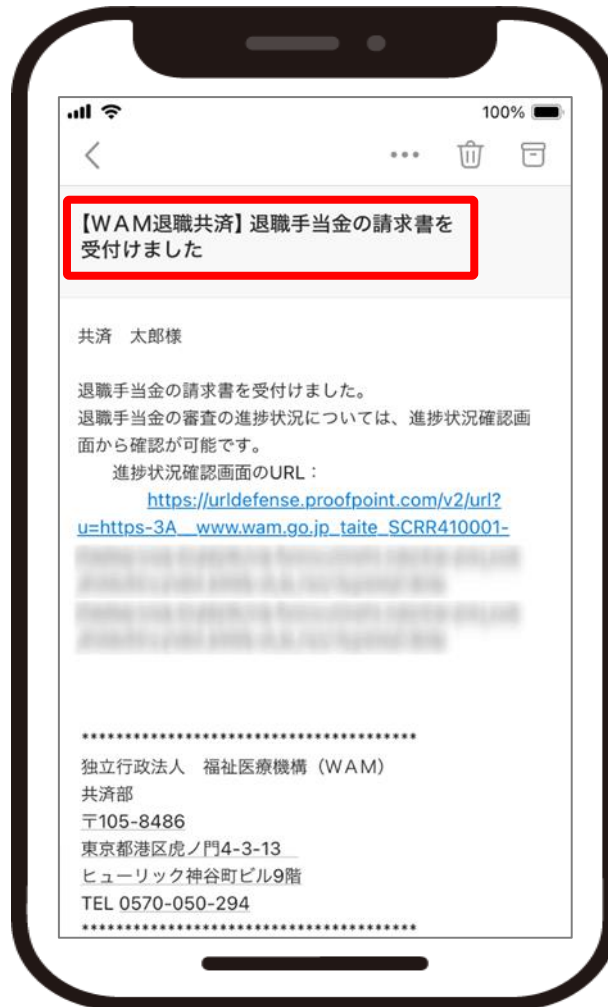 100%
【WAM退職共済】退職手当金の請求書を
受付けました
共済　太郎様
退職手当金の請求書を受付けました。
退職手当金の審査の進捗状況については、進捗状況確認画
面から確認が可能です。
進捗状況確認画面のURL：
https://urldefense.proofpoint.com/v2/url?
u=https-3A__www.wam.go.jp_taite_SCRR410001-
***************************************
独立行政法人　福祉医療機構（WAM）
共済部
〒105-8486
東京都港区虎ノ門4-3-13
ヒューリック神谷町ビル9階
TEL 0570-050-294
***************************************